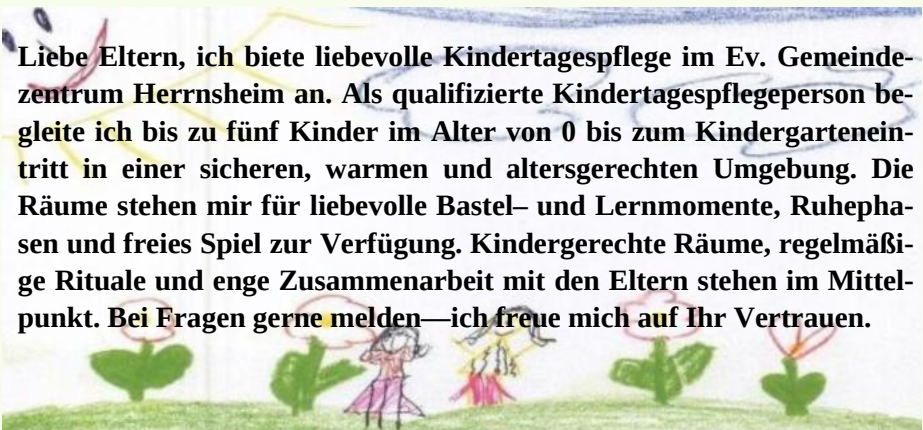 Liebe Eltern, ich biete liebevolle Kindertagespflege im Ev. Gemeinde-
zentrum Herrnsheim an. Als qualifizierte Kindertagespflegeperson be-
gleite ich bis zu fünf Kinder im Alter von 0 bis zum Kindergartenein-
tritt in einer sicheren, warmen und altersgerechten Umgebung. Die
Räume stehen mir für liebevolle Bastel– und Lernmomente, Ruhepha-
sen und freies Spiel zur Verfügung. Kindergerechte Räume, regelmäßi-
ge Rituale und enge Zusammenarbeit mit den Eltern stehen im Mittel-
punkt. Bei Fragen gerne melden—ich freue mich auf Ihr Vertrauen.